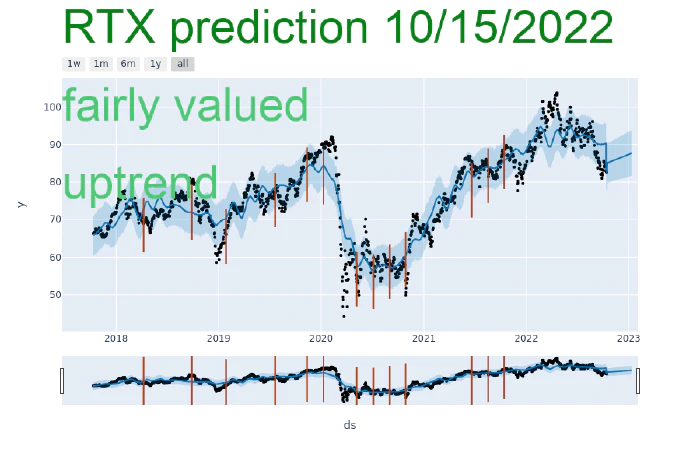 RTX prediction 10/15/2022
1w 1m 6m 1y all
fairly valued
uptrend
100
90
80
70
60
50
y
2018 2019 2020 2021 2022 2023
ds